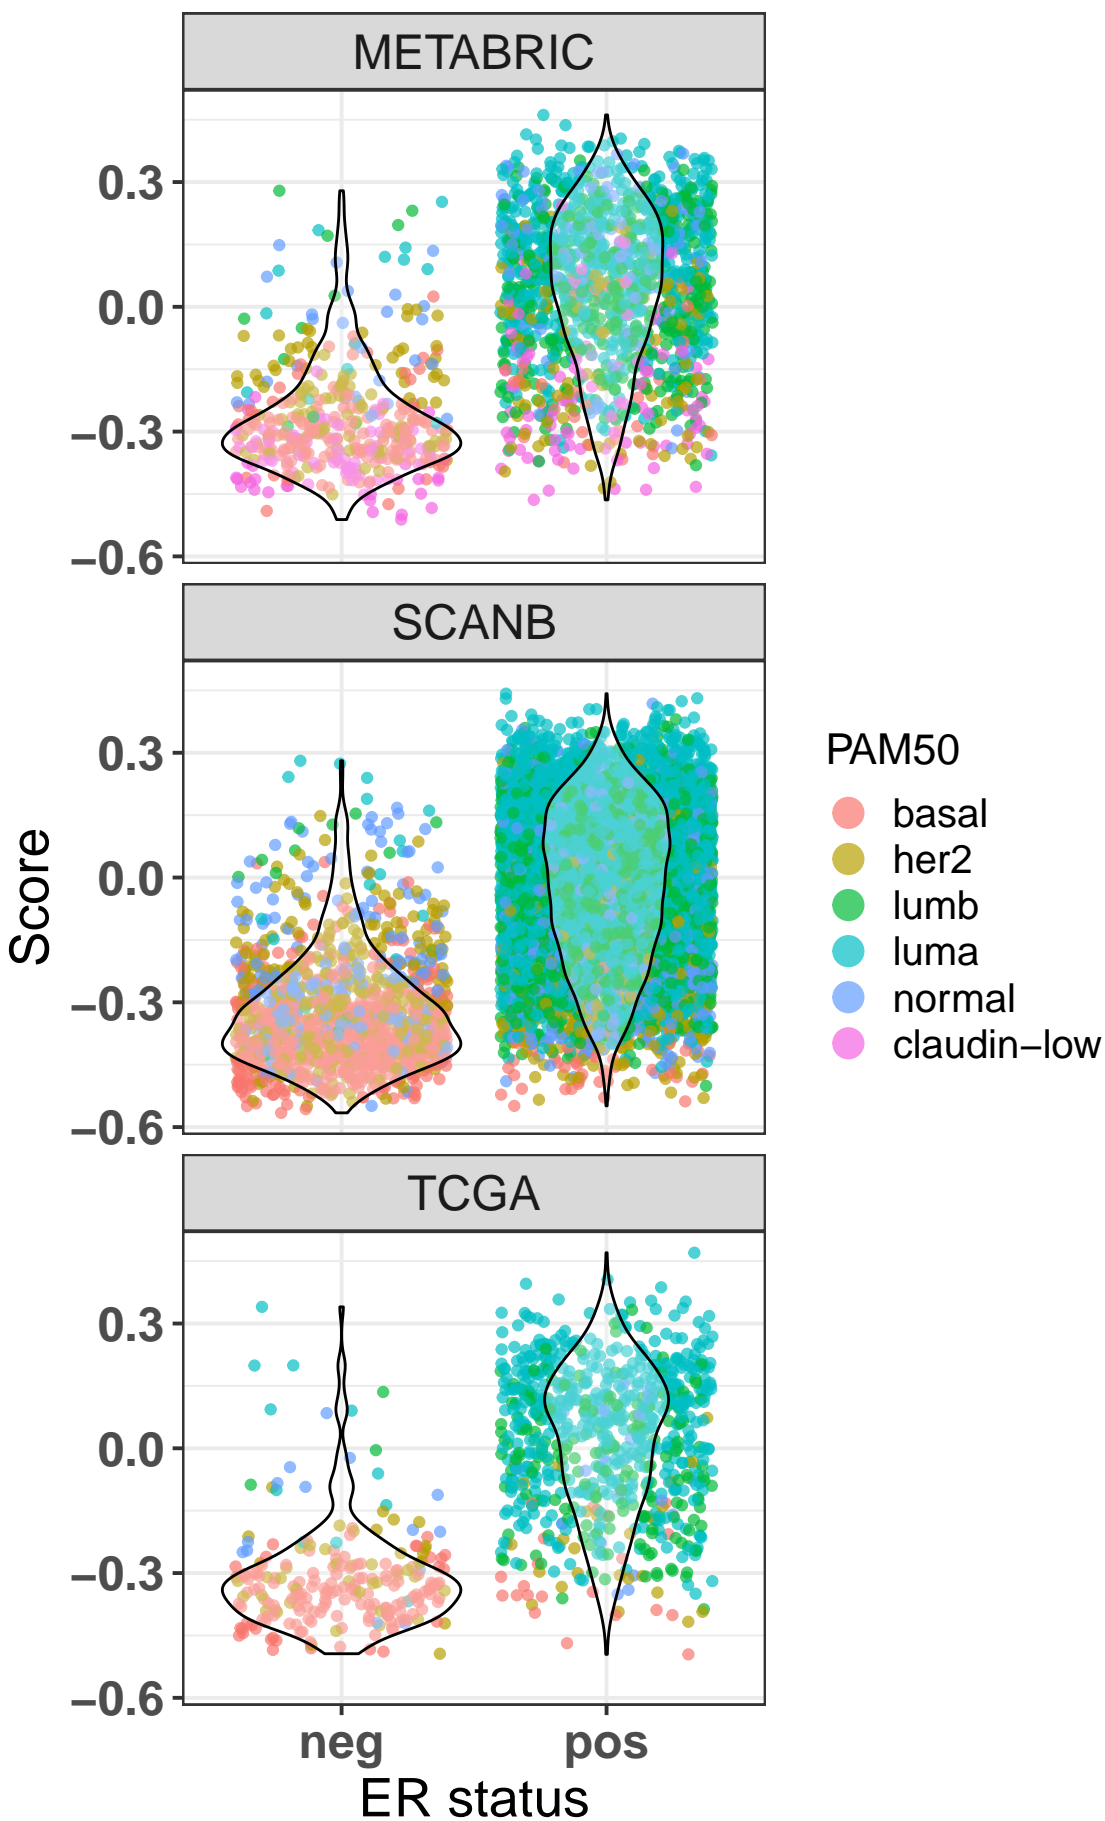 METABRIC
0.3
0.0
−0.3
−0.6
SCANB
0.3
0.0
−0.3
−0.6
TCGA
0.3
0.0
−0.3
−0.6
neg pos
ER status
Score
PAM50
basal
her2
lumb
luma
normal
claudin−low